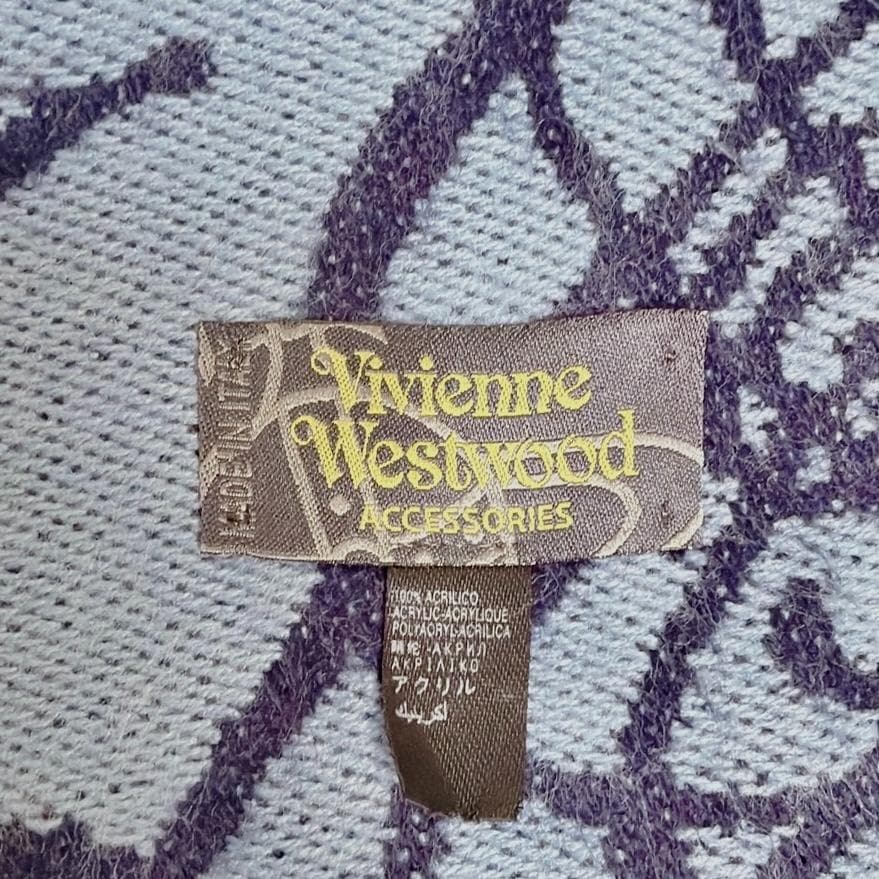 MADE IN ITALY
Vivienne
Westwood
ACCESSORIES
100% ACRILICO
ACRYLIC-ACRYLIQUE
POLYACRYL-ACRILICA
腈伦 -АКРИЛ
ΑΚΡΙΛΙΚΟ
アクリル
اكريليك